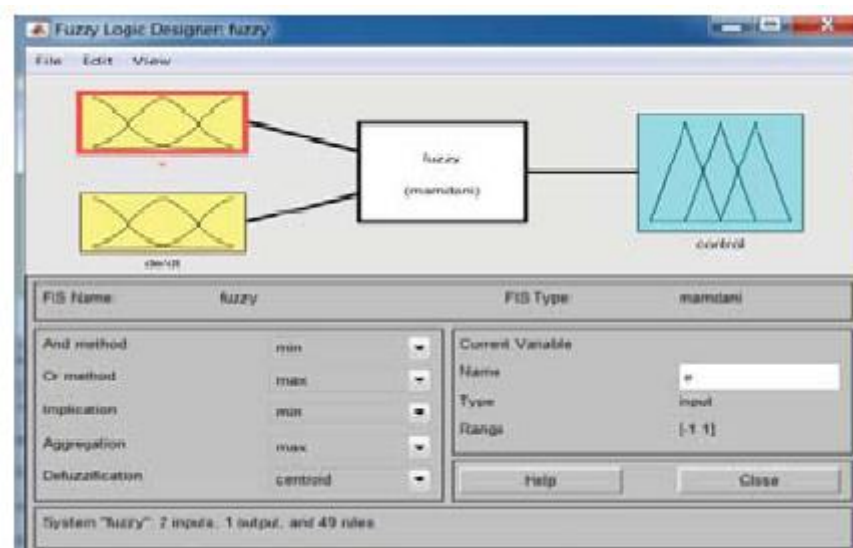 Fuzzy Logic Designer: fuzzy
File Edit View
fuzzy
(mamdani)
e
de/dt
control
FIS Name: fuzzy FIS Type mamdani
And method min
Or method max
Implication min
Aggregation max
Defuzzification centroid
Current Variable
Name e
Type input
Range [-1 1]
Help Close
System "fuzzy": 2 inputs, 1 output, and 49 rules